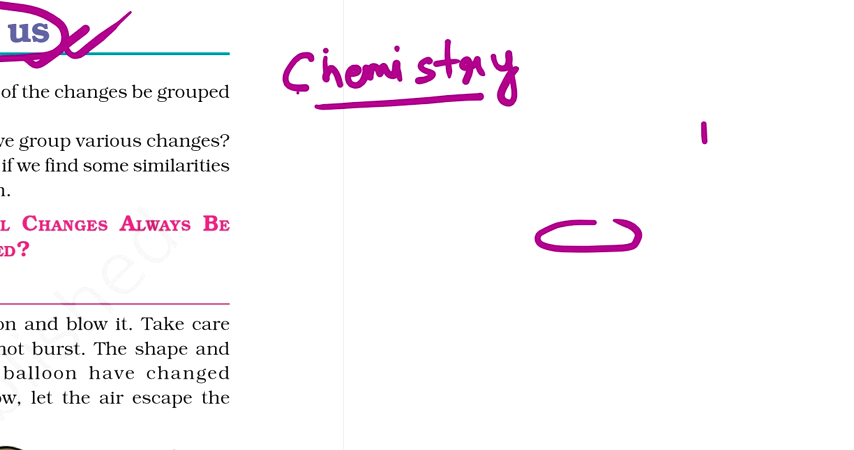 us
of the changes be grouped
ve group various changes?
if we find some similarities
n.
L CHANGES ALWAYS BE
ED?
on and blow it. Take care
not burst. The shape and
balloon have changed
ow, let the air escape the
Chemistory